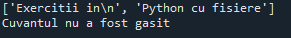 ['Exercitii in\n', 'Python cu fisiere']
Cuvantul nu a fost gasit